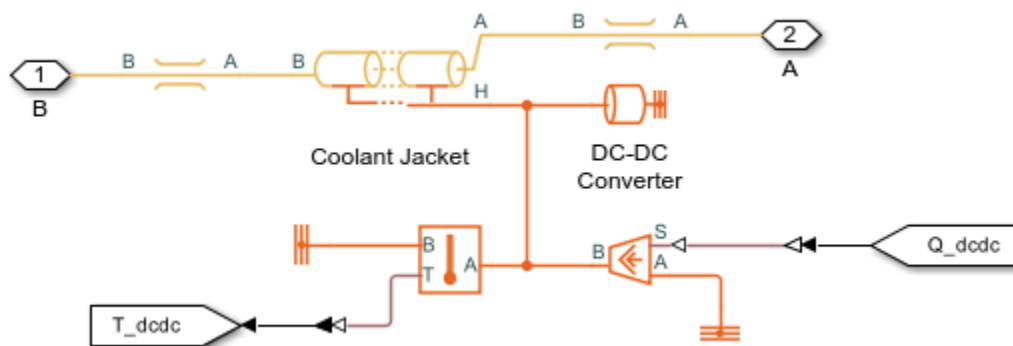 B A
2
A
B A B A
1
B
H
Coolant Jacket
DC-DC
Converter
B
T A
B S
A
Q_dcdc
T_dcdc